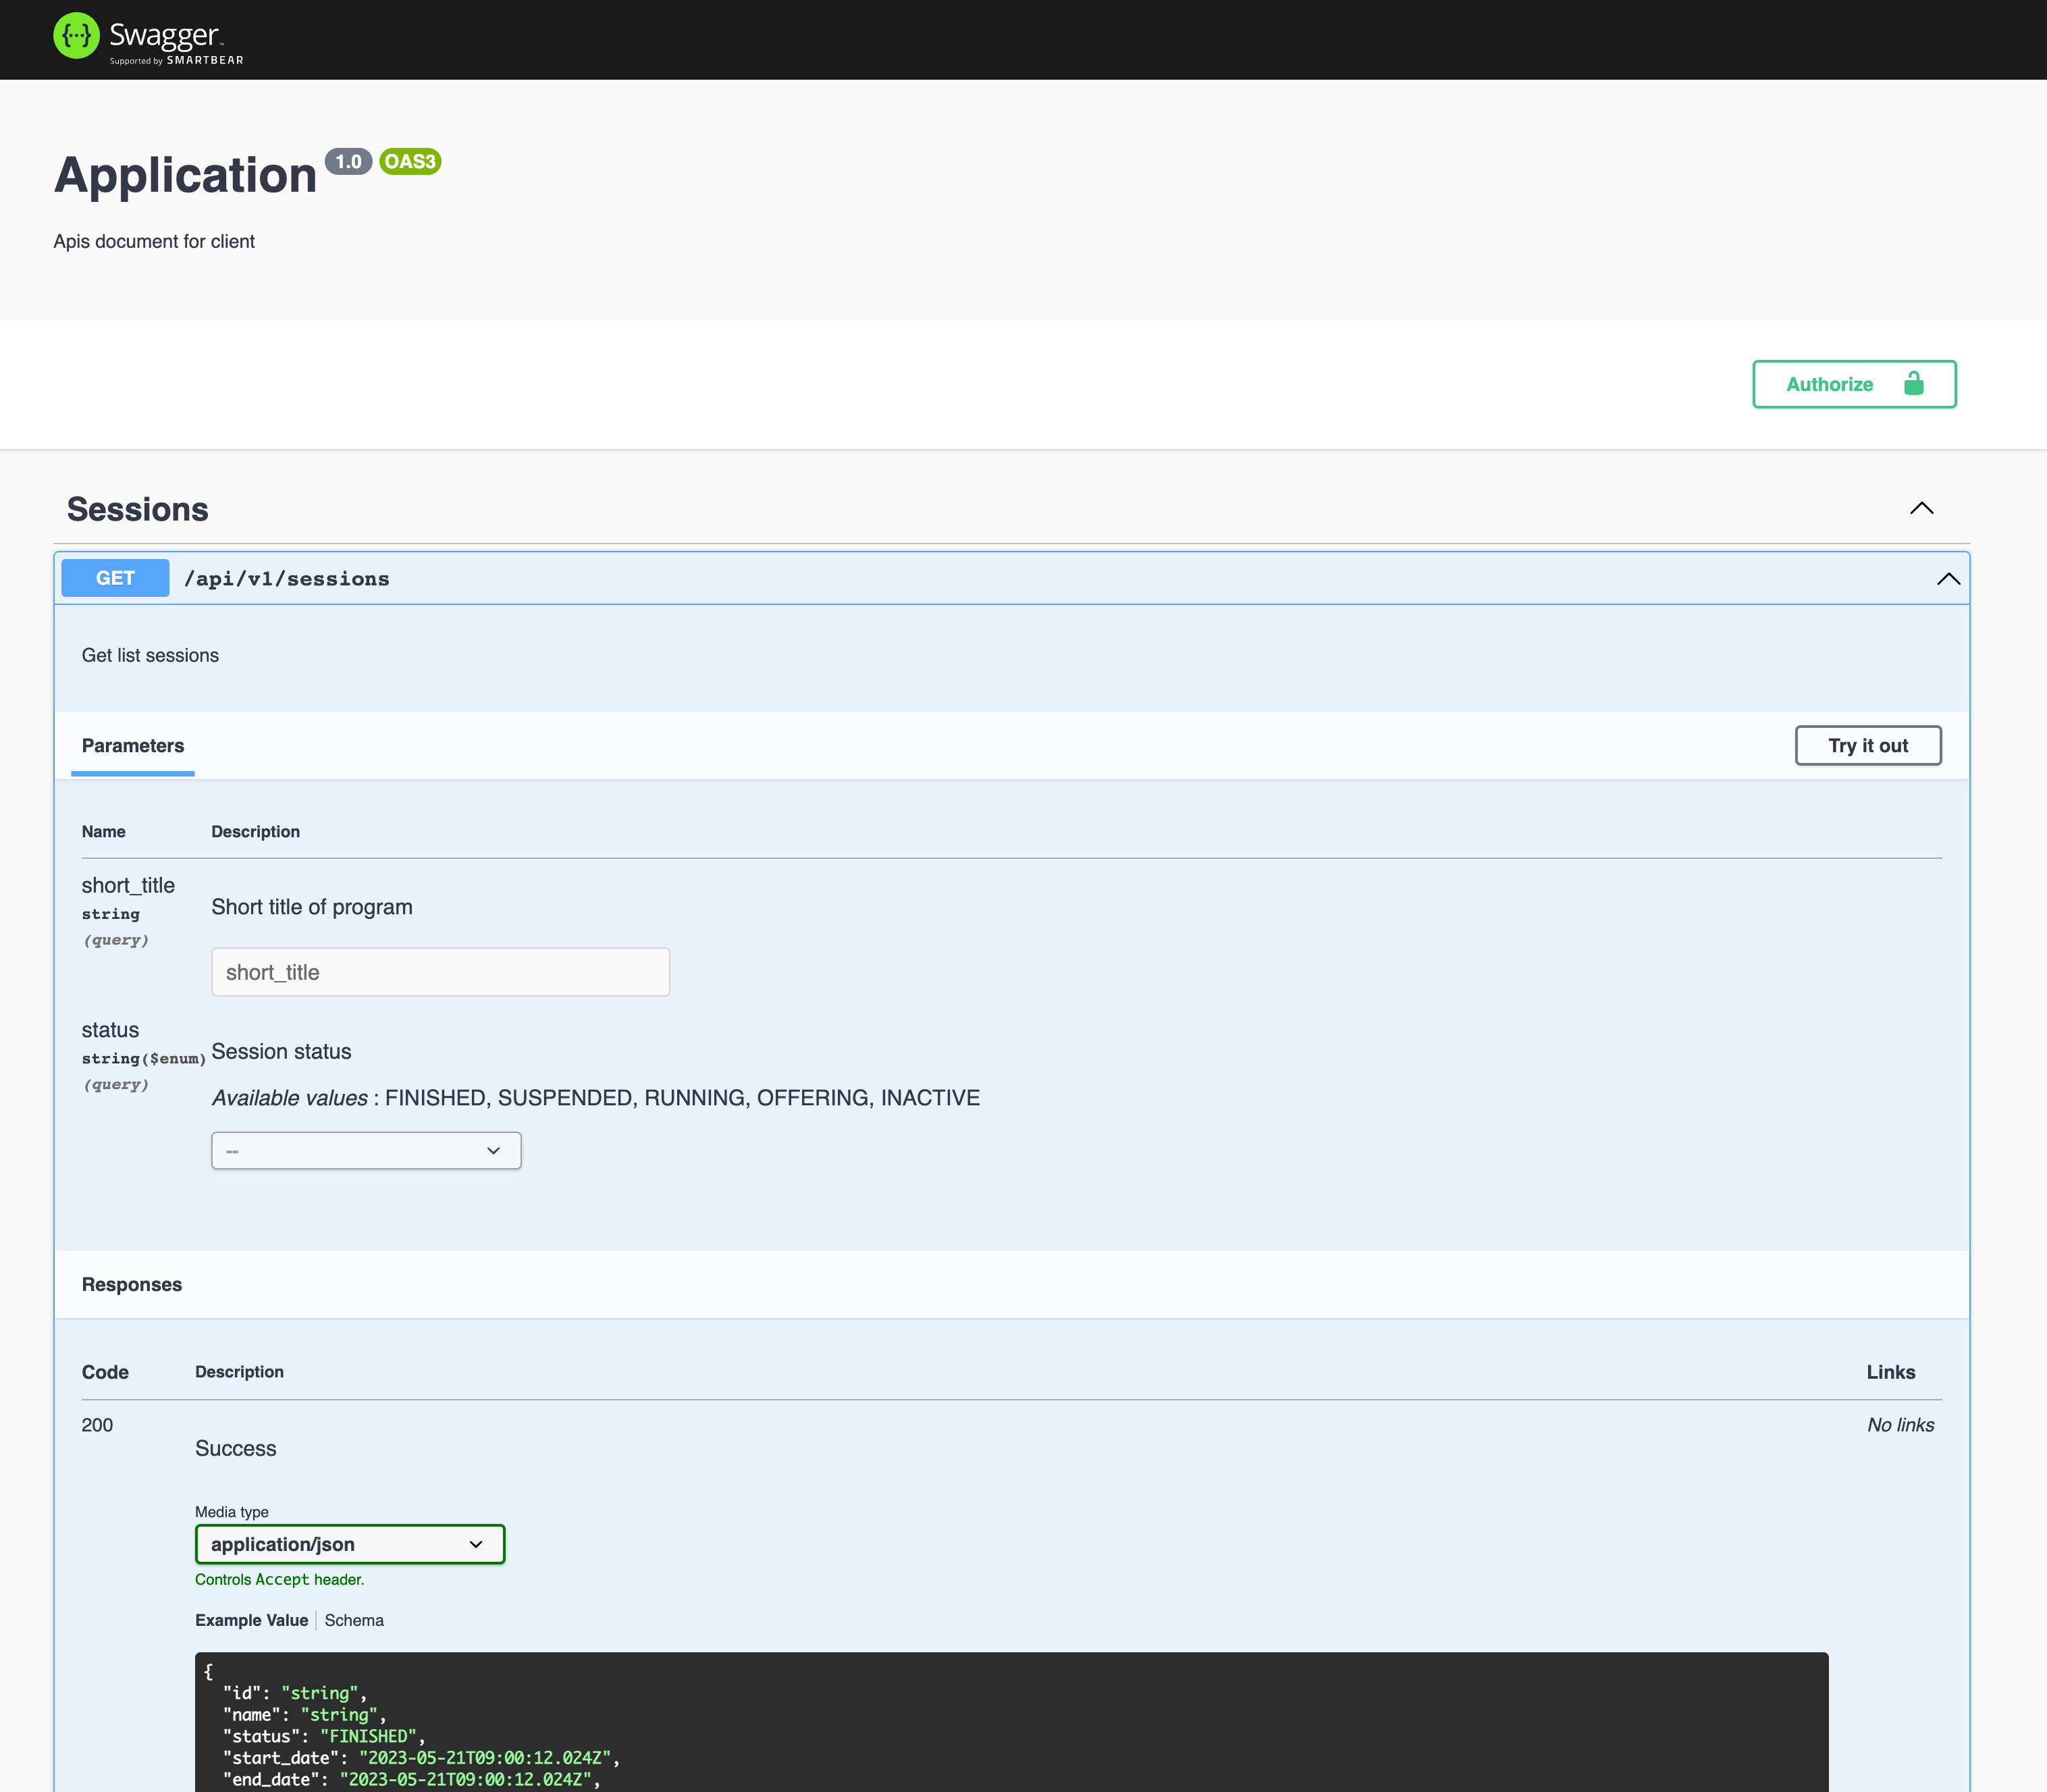 {...} Swagger™
Supported by SMARTBEAR
Application 1.0 OAS3
Apis document for client
Authorize
Sessions
GET /api/v1/sessions
Get list sessions
Parameters
Try it out
Name Description
short_title
string
(query)
Short title of program
short_title
status
string($enum)
(query)
Session status
Available values : FINISHED, SUSPENDED, RUNNING, OFFERING, INACTIVE
--
Responses
Code Description Links
200
Success
No links
Media type
application/json
Controls Accept header.
Example Value Schema
{
"id": "string",
"name": "string",
"status": "FINISHED",
"start_date": "2023-05-21T09:00:12.024Z",
"end_date": "2023-05-21T09:00:12.024Z",